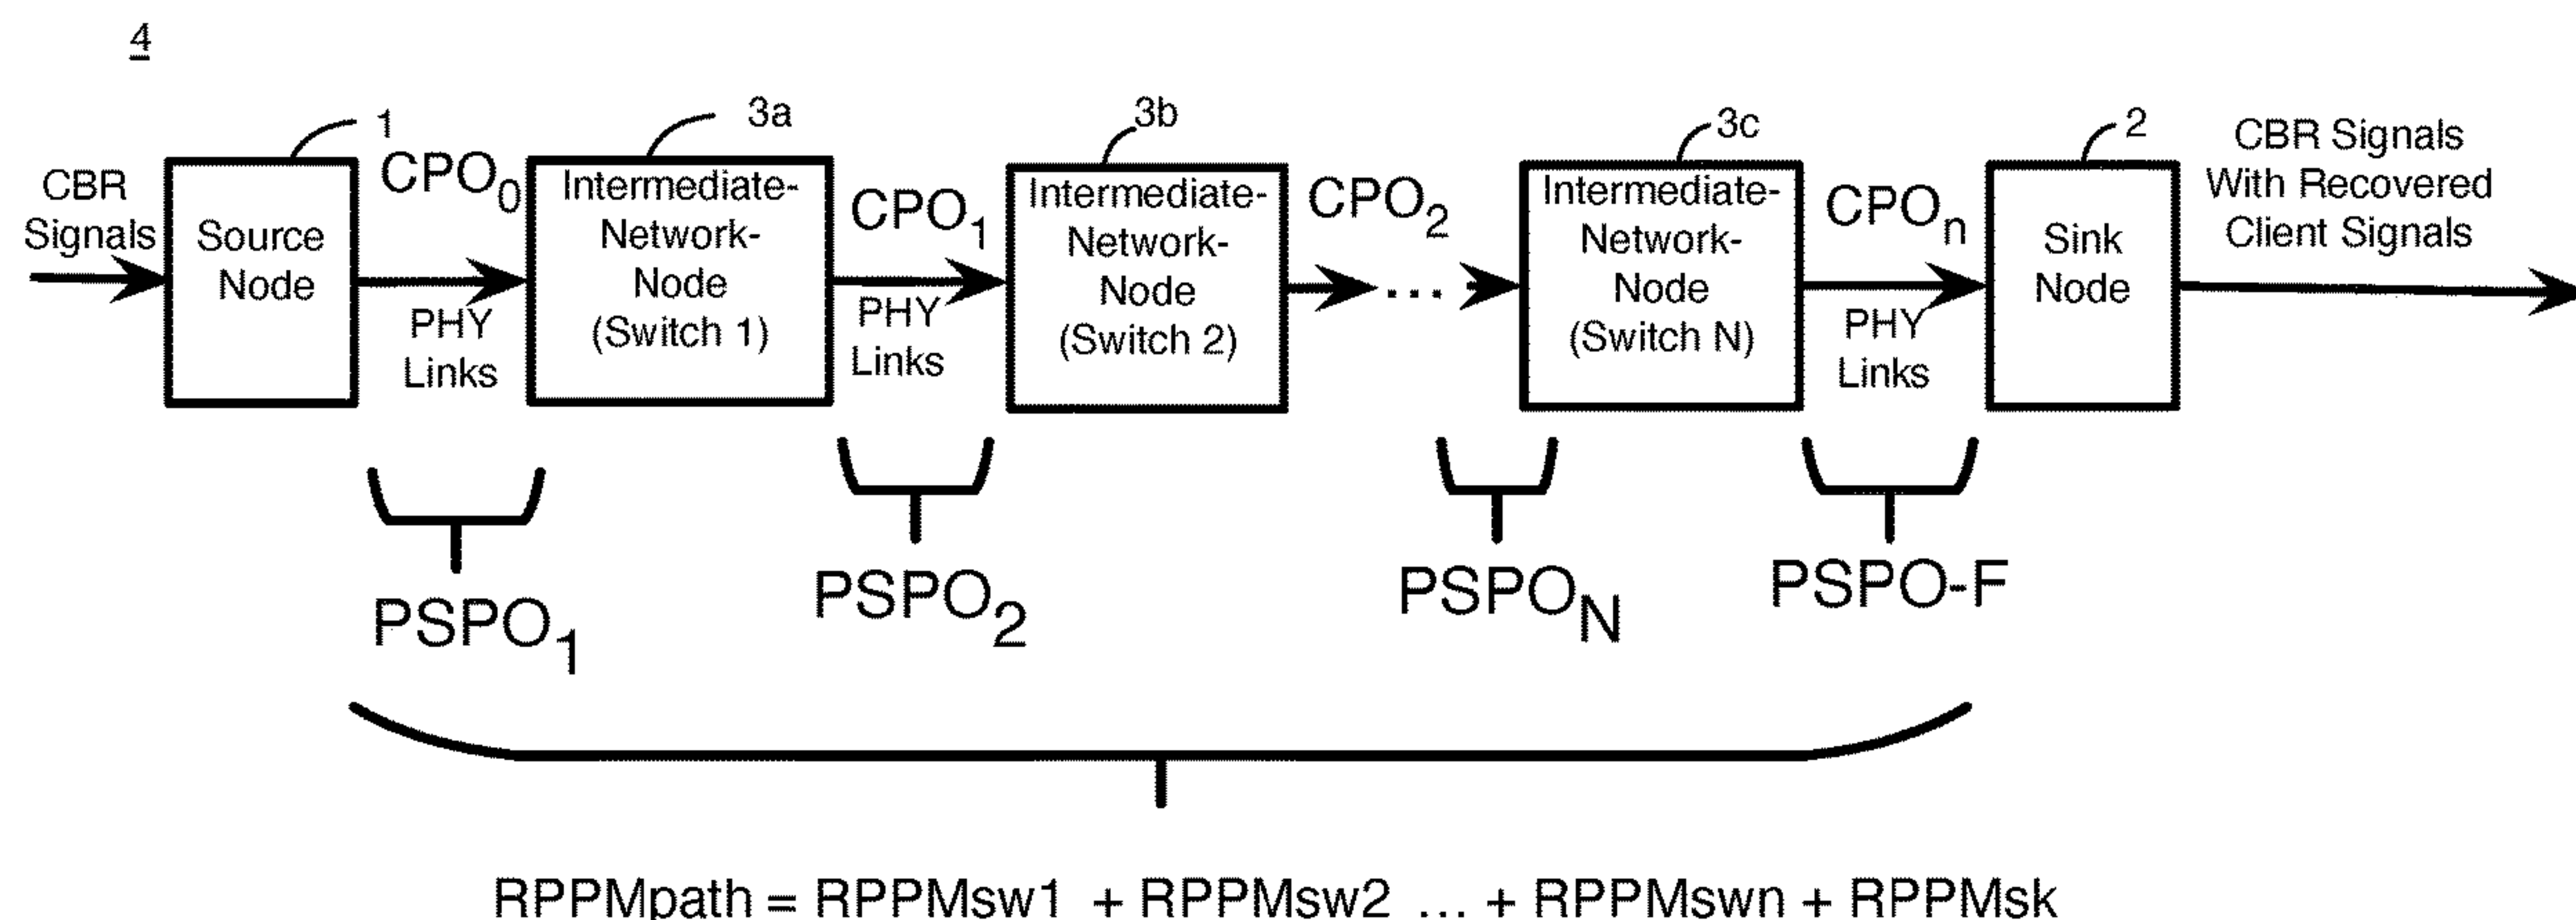 4
1
3a
3b
3c
2
CBR
Signals
Source
Node
CPO0
PHY
Links
Intermediate-
Network-
Node
(Switch 1)
CPO1
PHY
Links
Intermediate-
Network-
Node
(Switch 2)
CPO2
...
Intermediate-
Network-
Node
(Switch N)
CPOn
PHY
Links
Sink
Node
CBR Signals
With Recovered
Client Signals
PSPO1
PSPO2
PSPON
PSPO-F
RPPMpath = RPPMsw1 + RPPMsw2 ... + RPPMswn + RPPMsk